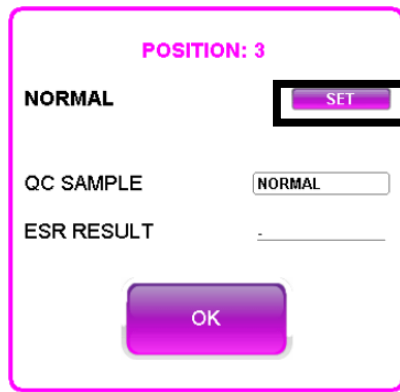 POSITION: 3
NORMAL SET
QC SAMPLE NORMAL
ESR RESULT -
OK